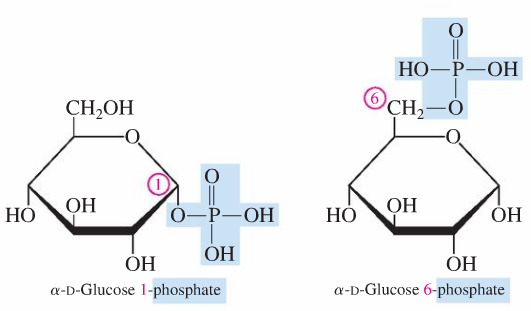 O
HO—P—OH
6 CH₂—O
CH₂OH
O
O
1
O
OH
HO
O—P—OH
OH
OH
OH
HO
OH
OH
α-D-Glucose 1-phosphate
α-D-Glucose 6-phosphate